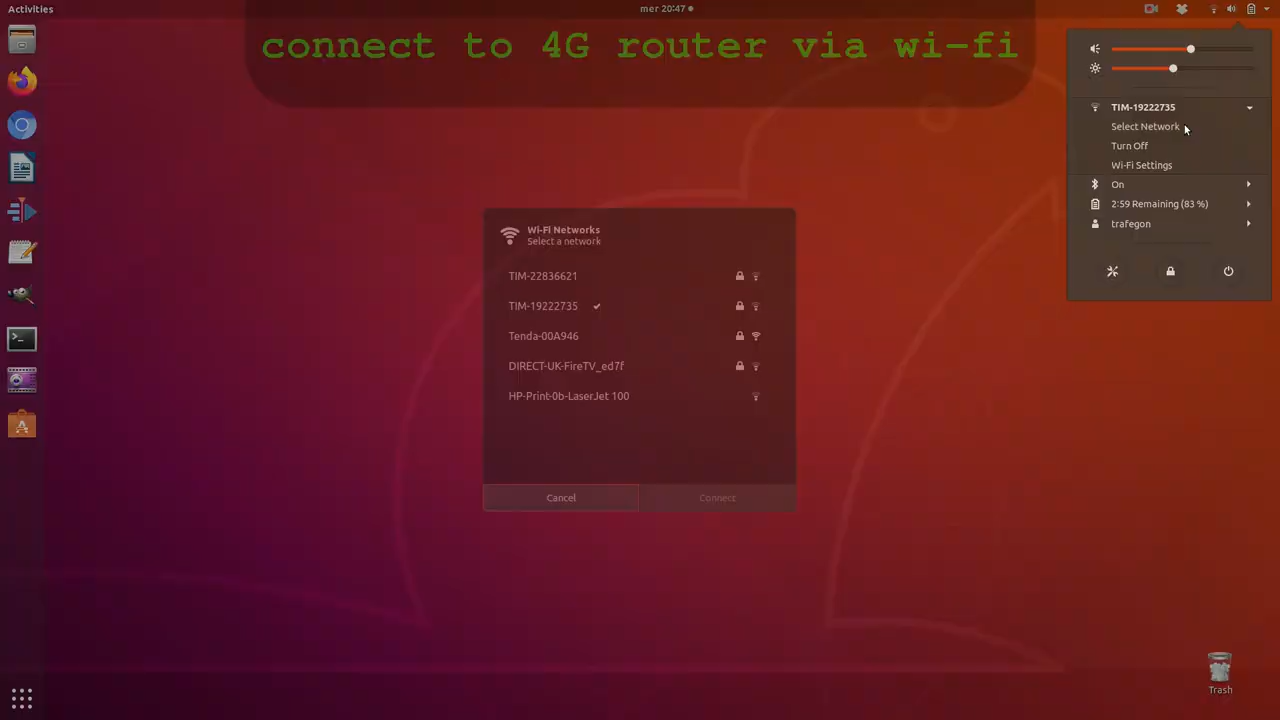 Activities
mer 20:47
connect to 4G router via wi-fi
TIM-19222735
Select Network
Turn Off
Wi-Fi Settings
On
2:59 Remaining (83 %)
trafegon
Wi-Fi Networks
Select a network
TIM-22836621
TIM-19222735
Tenda-00A946
DIRECT-UK-FireTV_ed7f
HP-Print-0b-LaserJet 100
Cancel
Connect
Trash